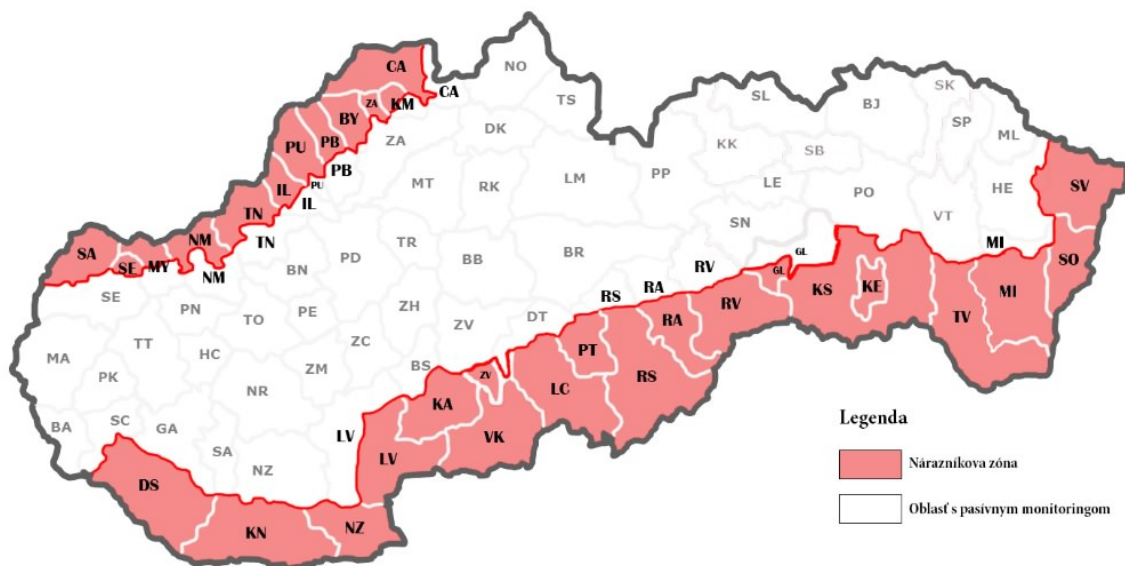 CA
NO
CA
SK
SL
BJ
TS
ZA
KM
SP
BY
DK
ML
PB
ZA
KK
SB
PU
PB
PP
LM
LE
HE
SV
PU
MT
RK
IL
IL
PO
TN
VT
SN
TN
NM
TR
MI
SA
GL
BR
SE
MY
PD
BB
RV
SO
NM
BN
GL
RA
SE
RS
KS
KE
MI
PN
PE
ZH
RV
TO
RA
TV
DT
ZV
TT
ZC
PT
MA
HC
BS
ZM
ZV
RS
PK
NR
LC
KA
Legenda
SC
BA
GA
LV
VK
SA
LV
Nárazníkova zóna
NZ
DS
Oblasť s pasívnym monitoringom
NZ
KN